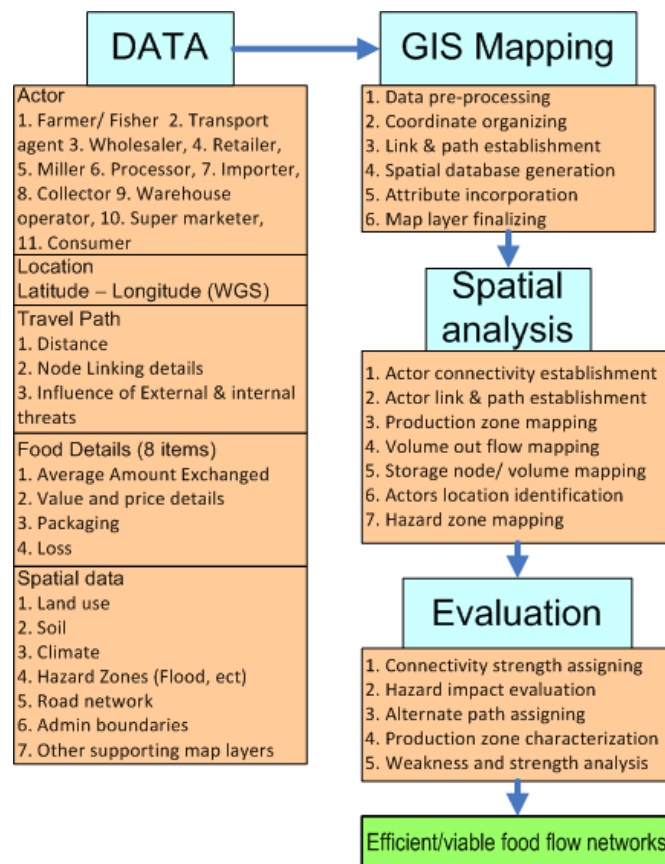 DATA
Actor
1. Farmer/ Fisher 2. Transport
agent 3. Wholesaler, 4. Retailer,
5. Miller 6. Processor, 7. Importer,
8. Collector 9. Warehouse
operator, 10. Super marketer,
11. Consumer
Location
Latitude – Longitude (WGS)
Travel Path
1. Distance
2. Node Linking details
3. Influence of External & internal
threats
Food Details (8 items)
1. Average Amount Exchanged
2. Value and price details
3. Packaging
4. Loss
Spatial data
1. Land use
2. Soil
3. Climate
4. Hazard Zones (Flood, ect)
5. Road network
6. Admin boundaries
7. Other supporting map layers
GIS Mapping
1. Data pre-processing
2. Coordinate organizing
3. Link & path establishment
4. Spatial database generation
5. Attribute incorporation
6. Map layer finalizing
Spatial
analysis
1. Actor connectivity establishment
2. Actor link & path establishment
3. Production zone mapping
4. Volume out flow mapping
5. Storage node/ volume mapping
6. Actors location identification
7. Hazard zone mapping
Evaluation
1. Connectivity strength assigning
2. Hazard impact evaluation
3. Alternate path assigning
4. Production zone characterization
5. Weakness and strength analysis
Efficient/viable food flow networks